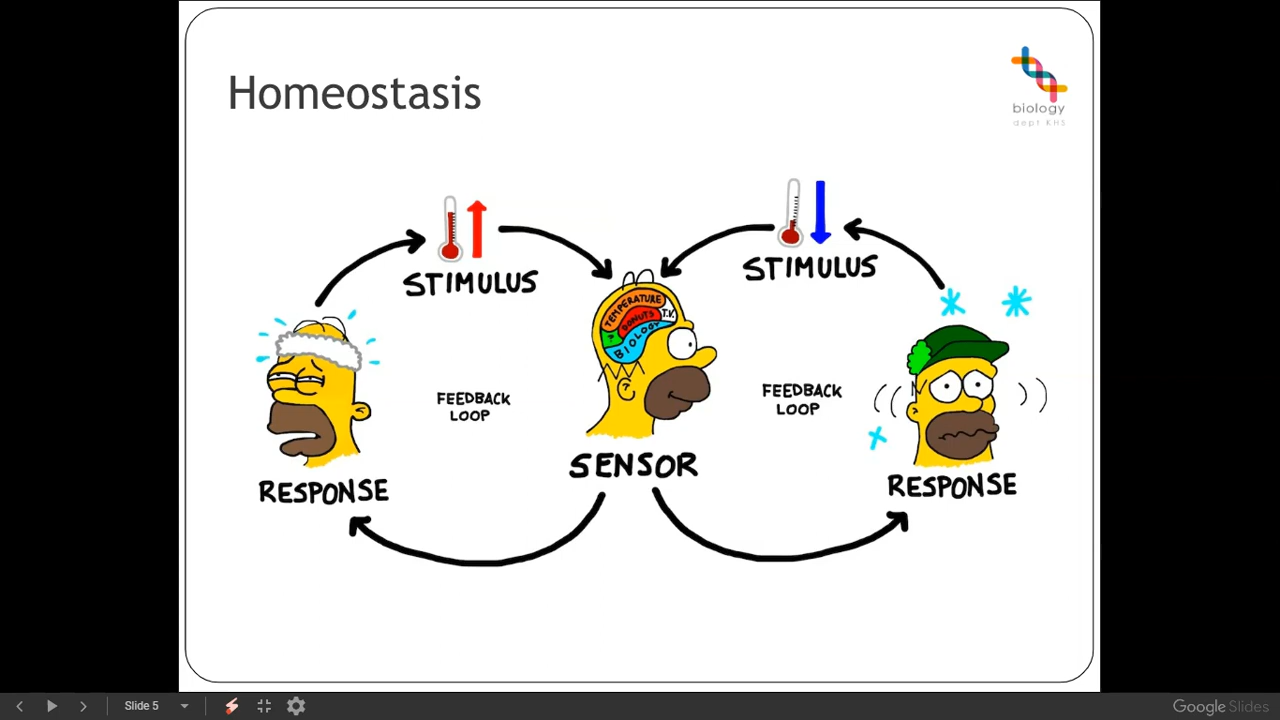 Homeostasis
biology
dept KHS
STIMULUS
STIMULUS
TEMPERATURE
DONUTS
T.V.
?
BIOLOGY
FEEDBACK
LOOP
FEEDBACK
LOOP
SENSOR
RESPONSE
RESPONSE
Slide 5
Google Slides